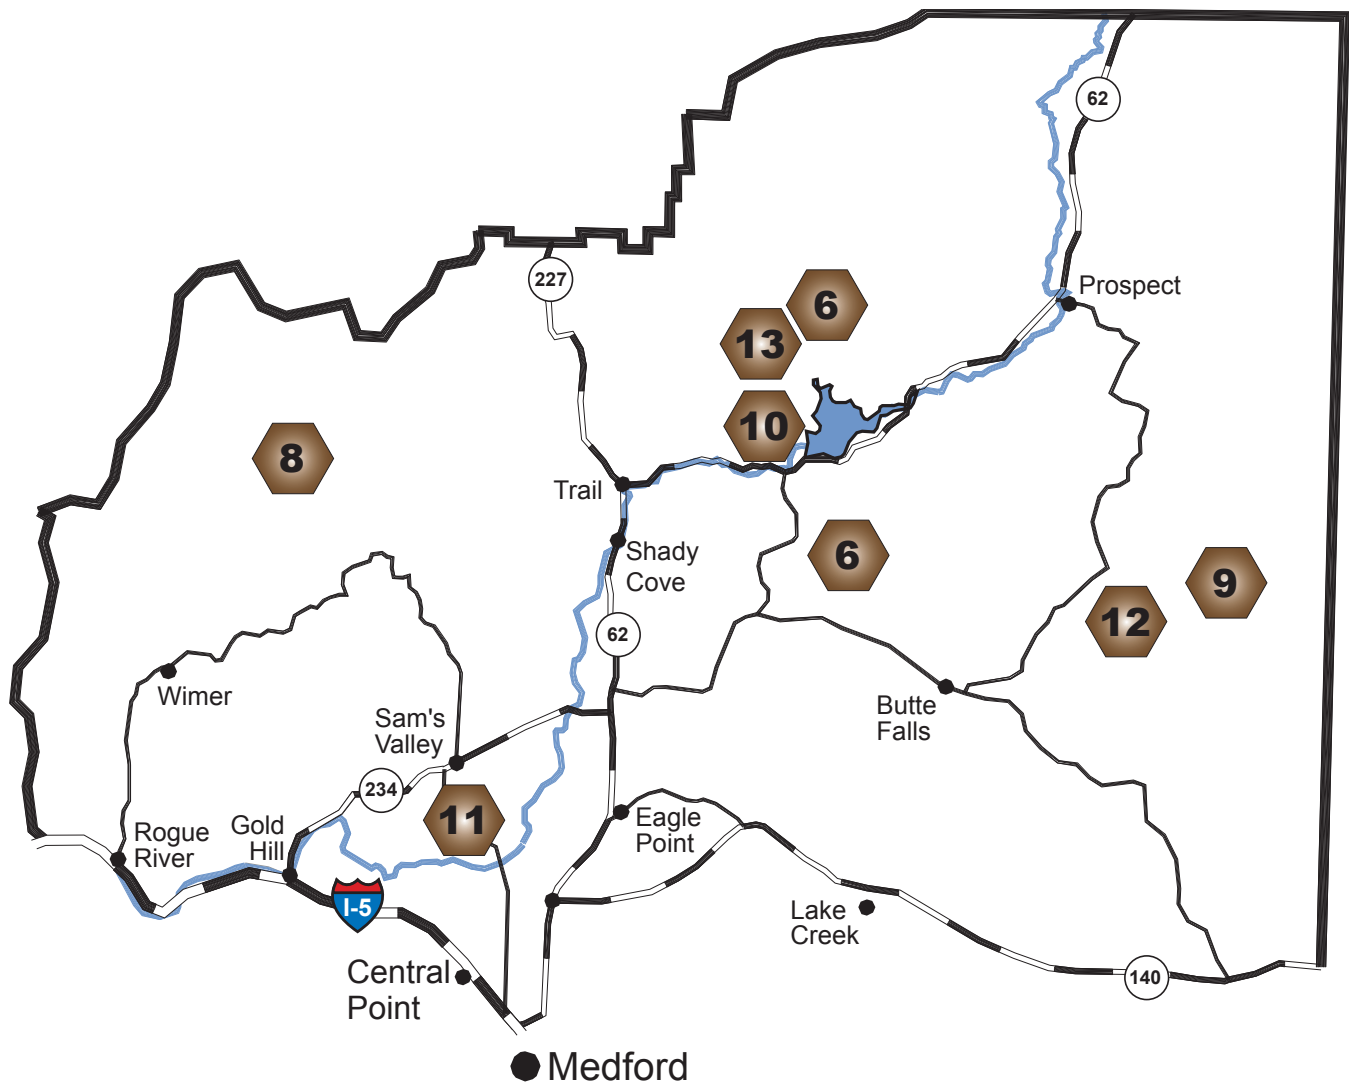 62
227
Prospect
6
13
10
8
Trail
Shady
Cove
6
9
12
62
Wimer
Butte
Falls
Sam's
Valley
234
11
Eagle
Point
Gold
Hill
Rogue
River
I-5
Lake
Creek
Central
Point
140
Medford